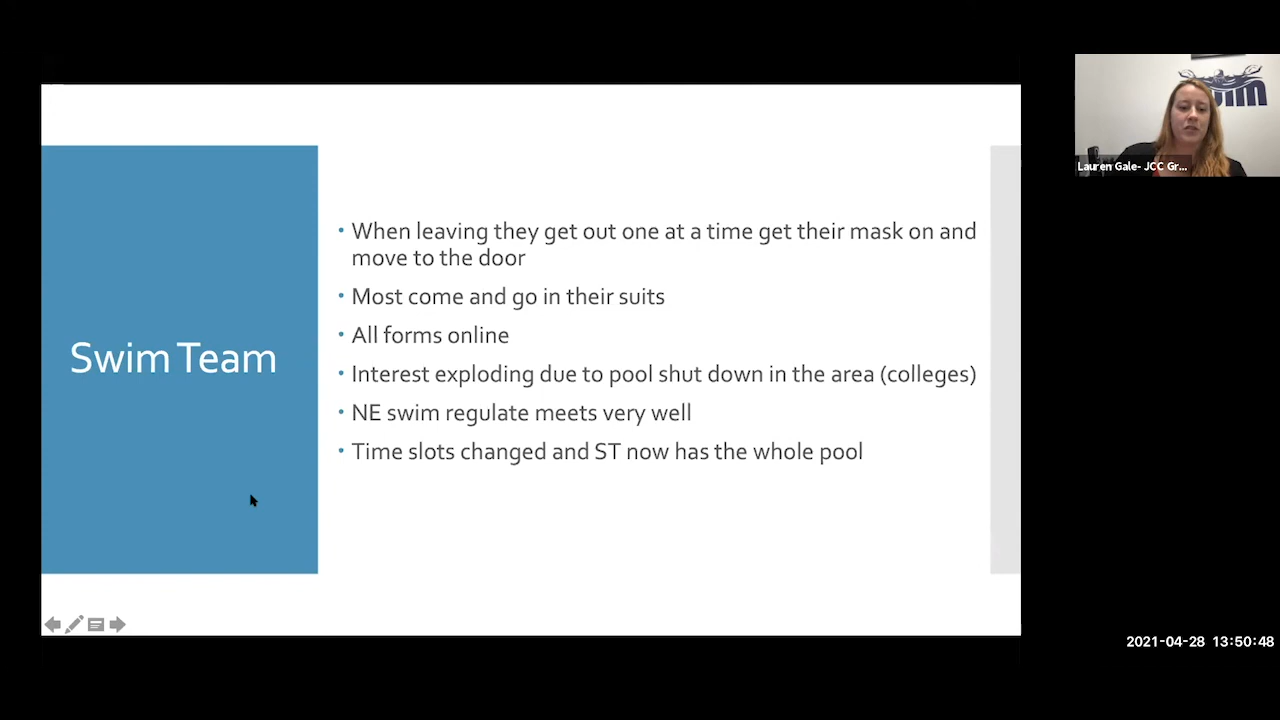 When leaving they get out one at a time get their mask on and
move to the door
Most come and go in their suits
All forms online
Swim Team
Interest exploding due to pool shut down in the area (colleges)
NE swim regulate meets very well
Time slots changed and ST now has the whole pool
Lauren Gale- JCC Gr...
2021-04-28 13:50:48